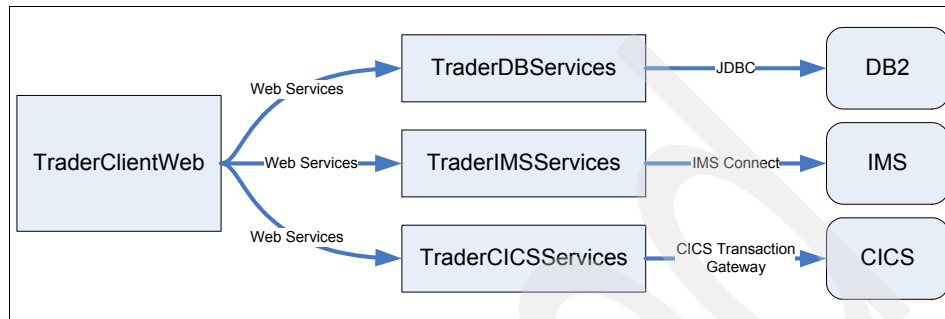 TraderClientWeb
Web Services
Web Services
Web Services
TraderDBServices
JDBC
DB2
TraderIMSServices
IMS Connect
IMS
TraderCICSServices
CICS Transaction
Gateway
CICS